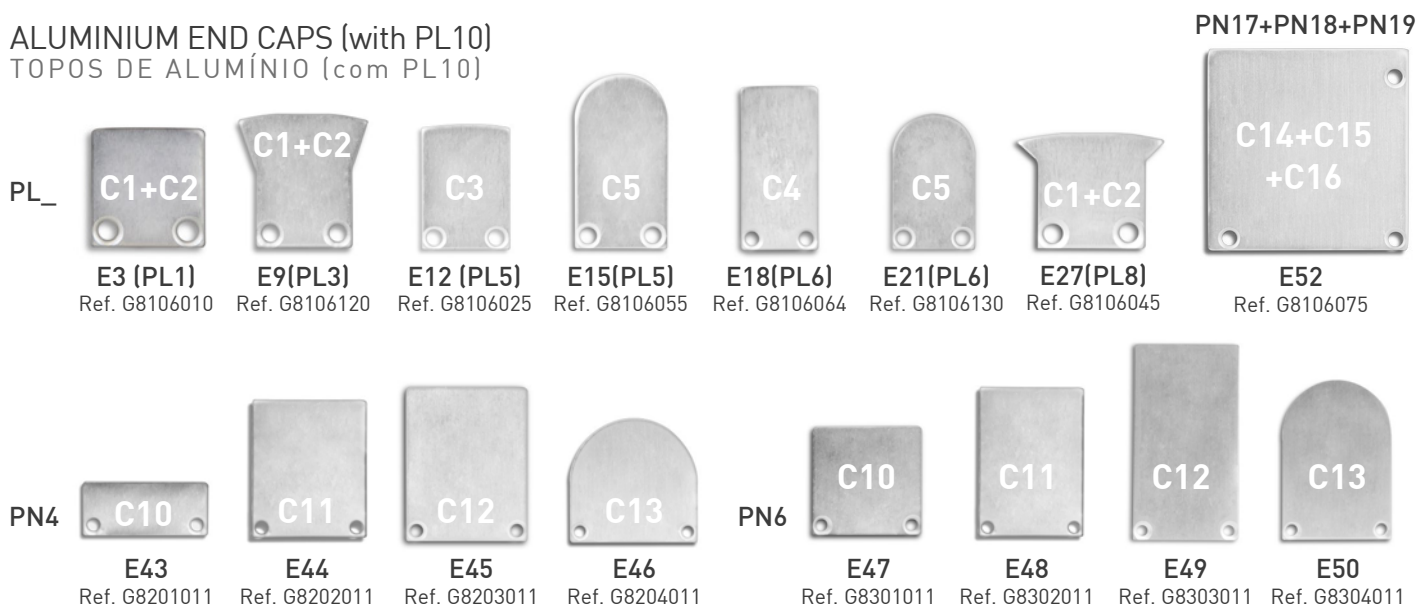 ALUMINIUM END CAPS (with PL10)
TOPOS DE ALUMÍNIO (com PL10)
PN17+PN18+PN19
PL_
C1+C2
C1+C2
C3
C5
C4
C5
C1+C2
C14+C15
+C16
E3 (PL1)
Ref. G8106010
E9(PL3)
Ref. G8106120
E12 (PL5)
Ref. G8106025
E15(PL5)
Ref. G8106055
E18(PL6)
Ref. G8106064
E21(PL6)
Ref. G8106130
E27(PL8)
Ref. G8106045
E52
Ref. G8106075
PN4
C10
C11
C12
C13
E43
Ref. G8201011
E44
Ref. G8202011
E45
Ref. G8203011
E46
Ref. G8204011
PN6
C10
C11
C12
C13
E47
Ref. G8301011
E48
Ref. G8302011
E49
Ref. G8303011
E50
Ref. G8304011